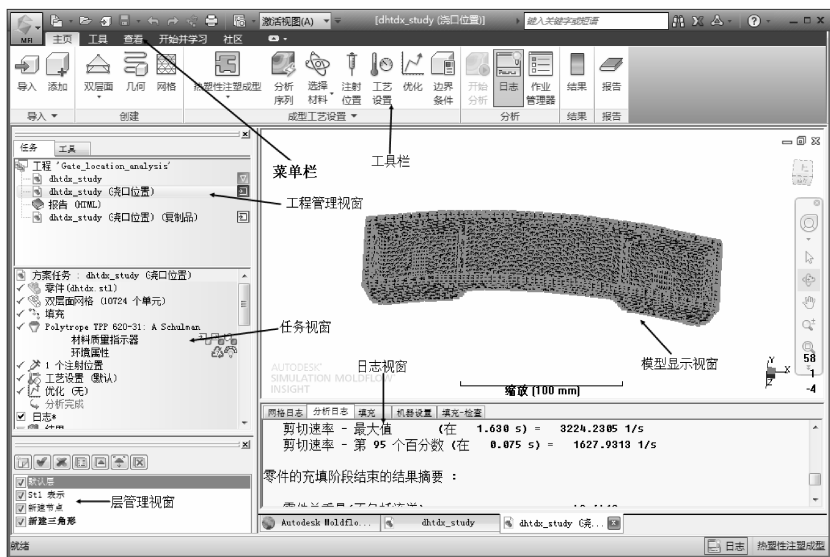 激活视图(A)
[dhtdx_study (浇口位置)]
键入关键字或短语
MR
主页 工具 查看 开始并学习 社区
导入 添加 双层面 几何 网格 热塑性注塑成型 分析序列 选择材料 注射位置 工艺设置 优化 边界条件 开始分析 日志 作业管理器 结果 报告
导入 创建 成型工艺设置 分析 结果 报告
任务 工具
工程 'Gate_location_analysis'
dhtdx_study
dhtdx_study (浇口位置)
报告 (HTML)
dhtdx_study (浇口位置) (复制品)
菜单栏
工具栏
工程管理视窗
方案任务 : dhtdx_study (浇口位置)
零件(dhtdx.stl)
双层面网格 (10724 个单元)
填充
Polytrope TPP 620-31: A Schulman
材料质量指示器
环境属性
1 个注射位置
工艺设置 (默认)
优化 (无)
分析完成
日志*
任务视窗
日志视窗
模型显示视窗
AUTODESK®
SIMULATION MOLDFLOW
INSIGHT
缩放 (100 mm)
Y
X
Z
58
1
-4
网格日志 分析日志 填充 机器设置 填充-检查
剪切速率 - 最大值 (在 1.630 s) = 3224.2305 1/s
剪切速率 - 第 95 个百分数 (在 0.075 s) = 1627.9313 1/s
零件的充填阶段结束的结果摘要 :
默认层
Stl 表示
新建节点
新建三角形
层管理视窗
Autodesk Moldflo... dhtdx_study dhtdx_study (浇...
就绪
日志 热塑性注塑成型